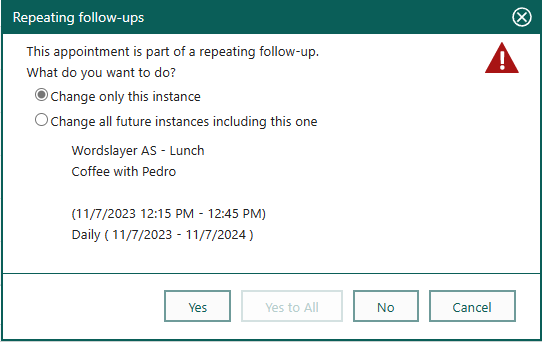 Repeating follow-ups
This appointment is part of a repeating follow-up.
What do you want to do?
Change only this instance
Change all future instances including this one
Wordslayer AS - Lunch
Coffee with Pedro
(11/7/2023 12:15 PM - 12:45 PM)
Daily ( 11/7/2023 - 11/7/2024 )
Yes
Yes to All
No
Cancel